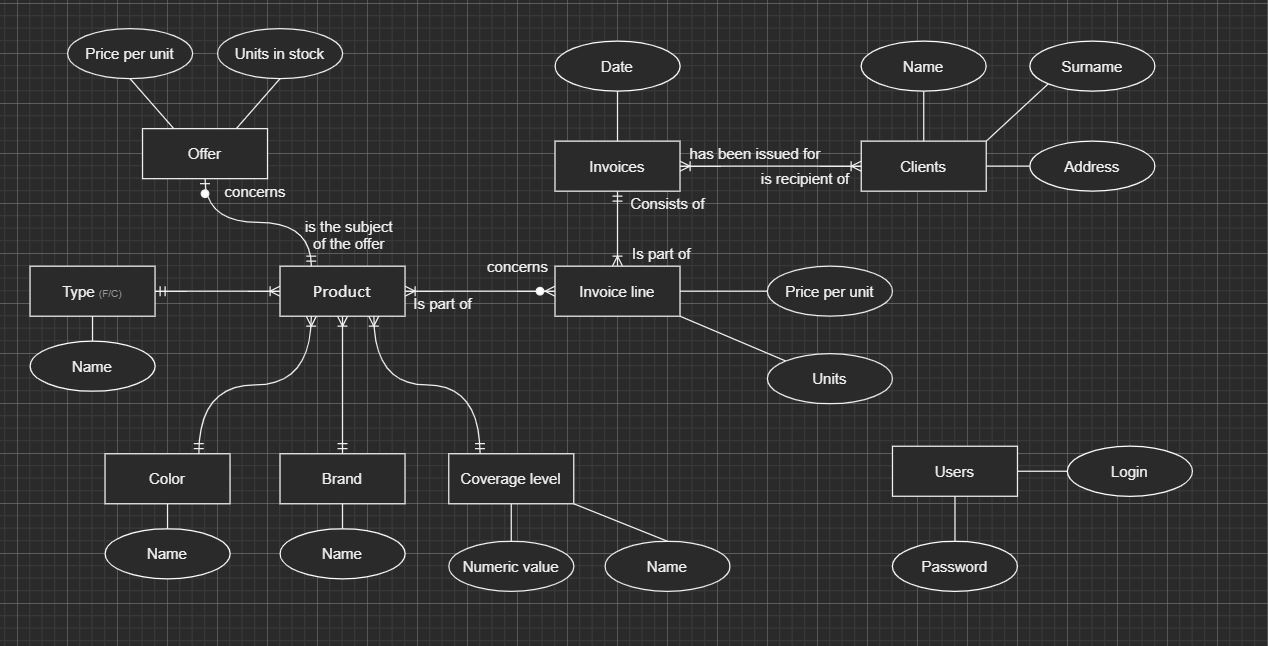 Price per unit
Units in stock
Date
Name
Surname
Offer
Invoices
has been issued for
is recipient of
Clients
Address
concerns
Consists of
is the subject
of the offer
Is part of
concerns
Type (F/C)
Product
Is part of
Invoice line
Price per unit
Name
Units
Color
Brand
Coverage level
Users
Login
Name
Name
Numeric value
Name
Password